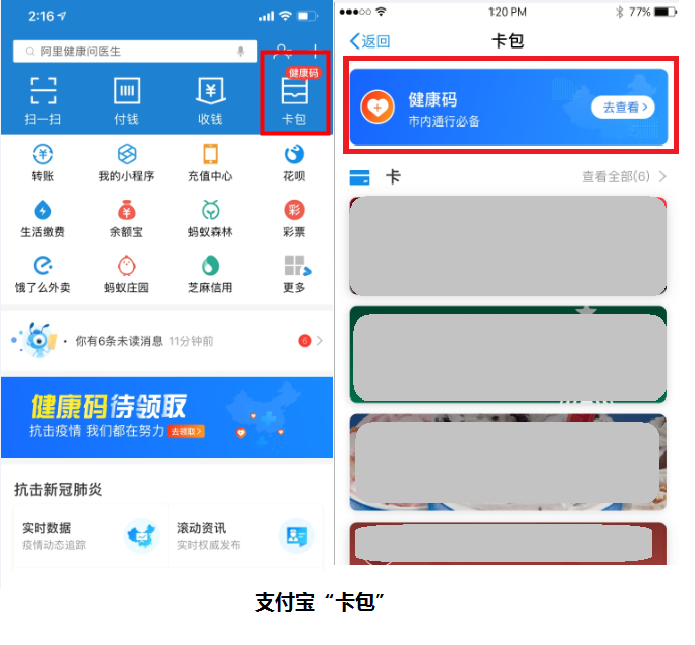 2:16
阿里健康问医生
健康码
扫一扫
付钱
收钱
卡包
转账
我的小程序
充值中心
花呗
生活缴费
余额宝
蚂蚁森林
彩票
饿了么外卖
蚂蚁庄园
芝麻信用
更多
· 你有6条未读消息 11分钟前
6
健康码待领取
抗击疫情 我们都在努力 去领取>
抗击新冠肺炎
实时数据
疫情动态追踪
滚动资讯
实时权威发布
1:20 PM
77%
返回
卡包
健康码
市内通行必备
去查看>
卡
查看全部(6) >
支付宝“卡包”